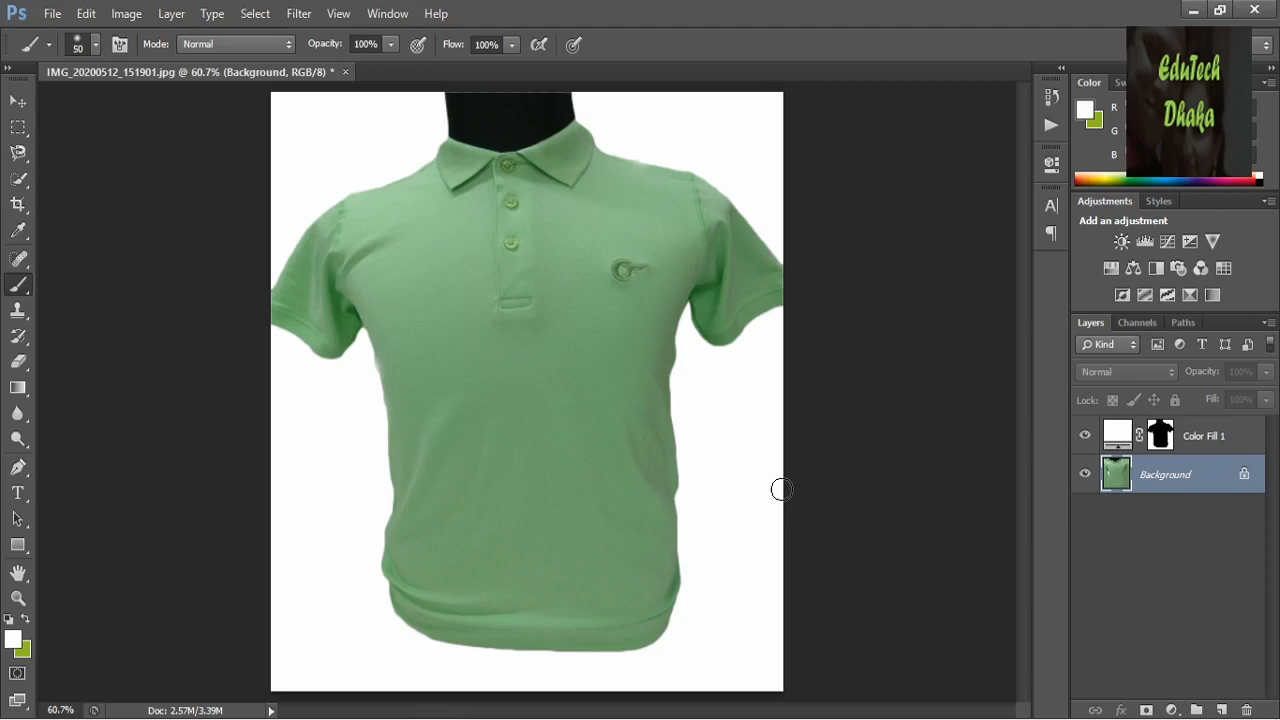 Ps File Edit Image Layer Type Select Filter View Window Help
50 Mode: Normal Opacity: 100% Flow: 100%
IMG_20200512_151901.jpg @ 60.7% (Background, RGB/8) * ×
EduTech
Dhaka
Color Sw
R
G
B
Adjustments Styles
Add an adjustment
Layers Channels Paths
Kind
Normal Opacity: 100%
Lock: Fill: 100%
Color Fill 1
Background
60.7% Doc: 2.57M/3.39M